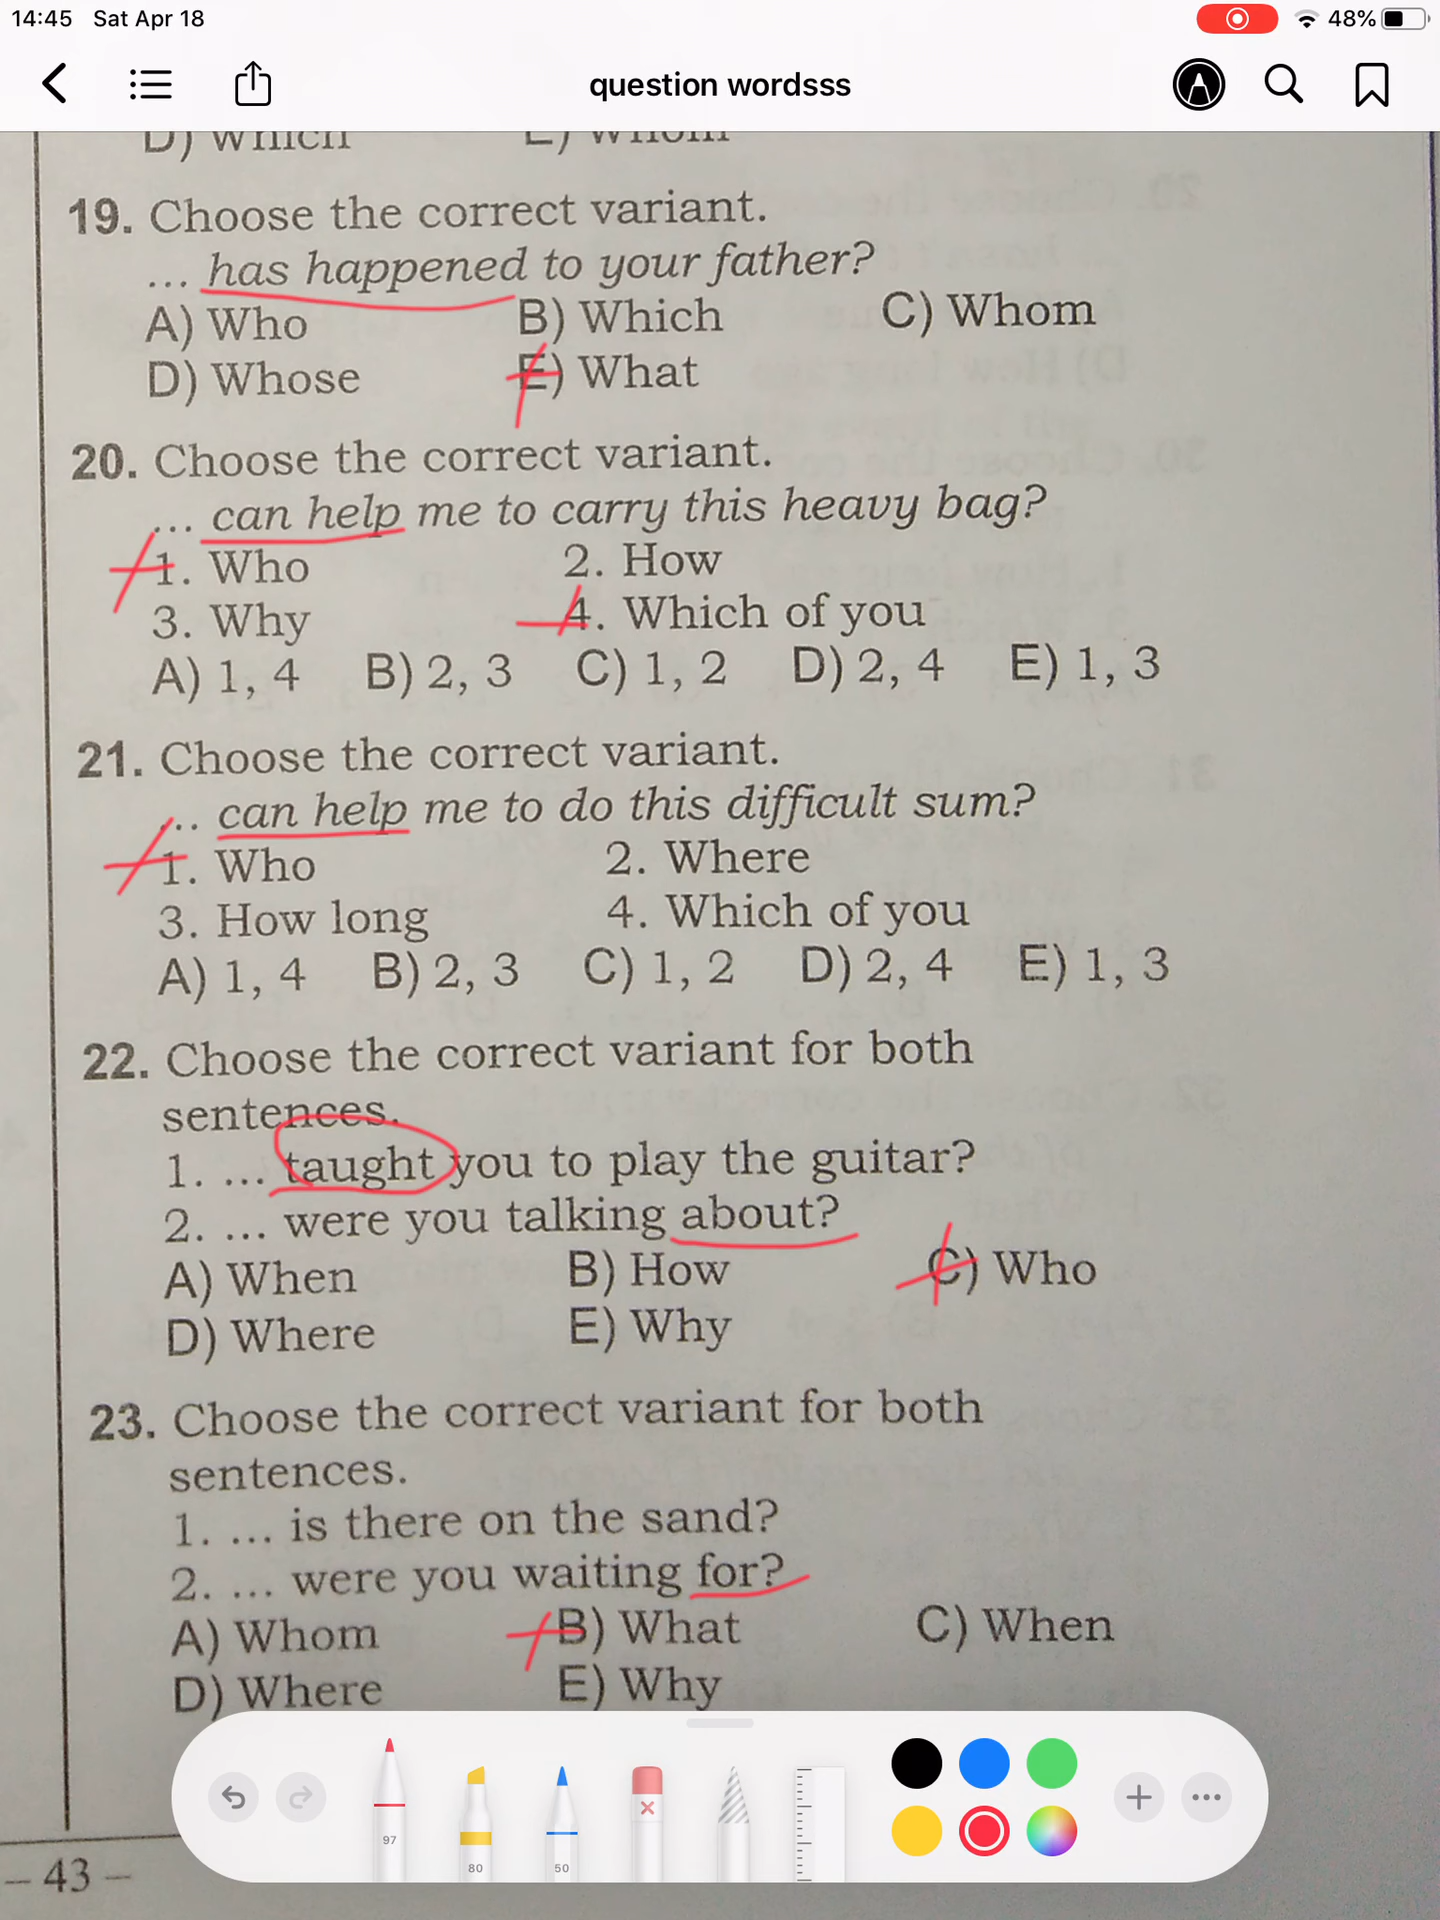 14:45 Sat Apr 18 48%
question wordsss
D) Which E) Whom
19. Choose the correct variant.
... has happened to your father?
A) Who B) Which C) Whom
D) Whose E) What
20. Choose the correct variant.
... can help me to carry this heavy bag?
1. Who 2. How
3. Why 4. Which of you
A) 1, 4 B) 2, 3 C) 1, 2 D) 2, 4 E) 1, 3
21. Choose the correct variant.
... can help me to do this difficult sum?
1. Who 2. Where
3. How long 4. Which of you
A) 1, 4 B) 2, 3 C) 1, 2 D) 2, 4 E) 1, 3
22. Choose the correct variant for both
sentences.
1. ... taught you to play the guitar?
2. ... were you talking about?
A) When B) How C) Who
D) Where E) Why
23. Choose the correct variant for both
sentences.
1. ... is there on the sand?
2. ... were you waiting for?
A) Whom B) What C) When
D) Where E) Why
97 80 50
– 43 –